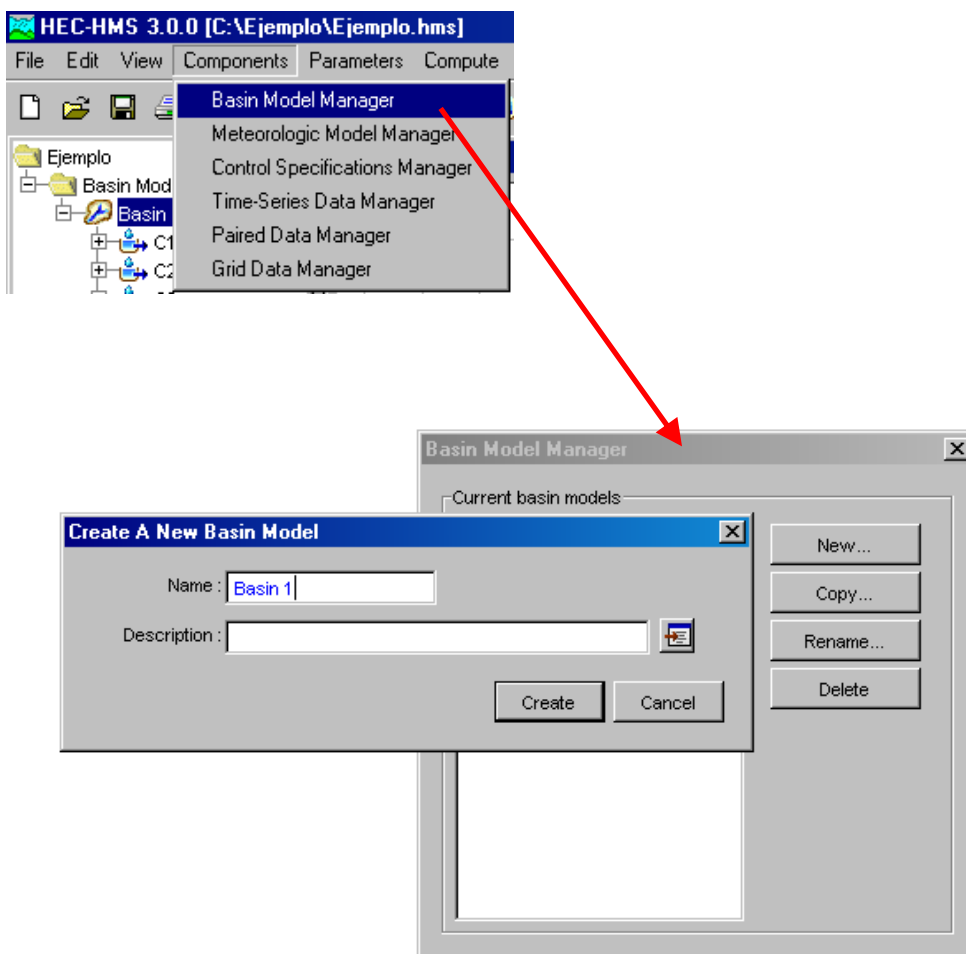 HEC-HMS 3.0.0 [C:\Ejemplo\Ejemplo.hms]
File Edit View Components Parameters Compute
Basin Model Manager
Meteorologic Model Manager
Control Specifications Manager
Time-Series Data Manager
Paired Data Manager
Grid Data Manager
Ejemplo
Basin Mod
Basin
C1
C2
Basin Model Manager
Current basin models
New...
Copy...
Rename...
Delete
Create A New Basin Model
Name : Basin 1
Description :
Create Cancel